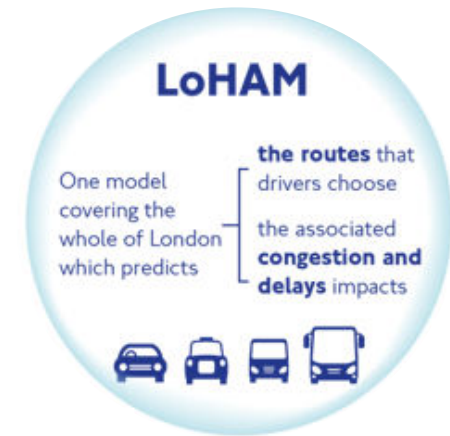 LoHAM
One model
covering the
whole of London
which predicts
the routes that
drivers choose
the associated
congestion and
delays impacts